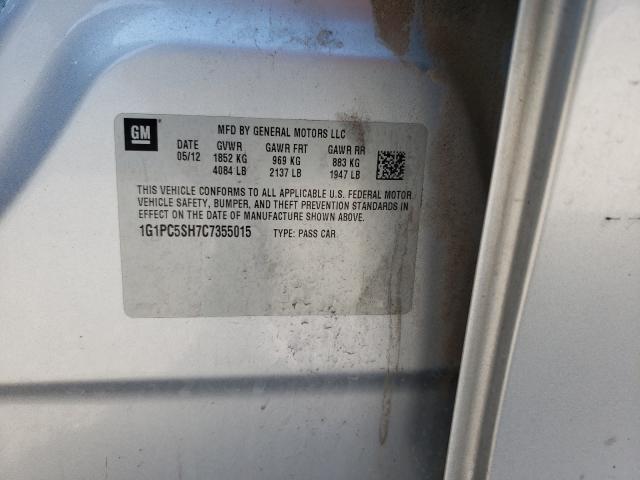 GM
MFD BY GENERAL MOTORS LLC
DATE GVWR GAWR FRT GAWR RR
05/12 1852 KG 969 KG 883 KG
4084 LB 2137 LB 1947 LB
THIS VEHICLE CONFORMS TO ALL APPLICABLE U.S. FEDERAL MOTOR
VEHICLE SAFETY, BUMPER, AND THEFT PREVENTION STANDARDS IN
EFFECT ON THE DATE OF MANUFACTURE SHOWN ABOVE.
1G1PC5SH7C7355015 TYPE: PASS CAR